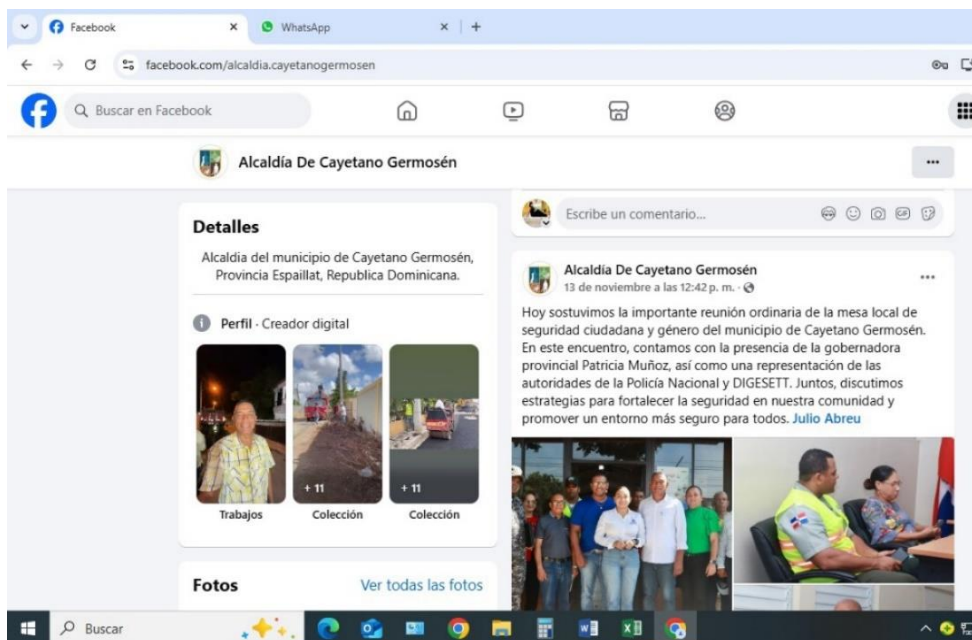 Facebook
WhatsApp
facebook.com/alcaldia.cayetanogermosen
Buscar en Facebook
Alcaldía De Cayetano Germosén
Detalles
Alcaldia del municipio de Cayetano Germosén,
Provincia Espaillat, Republica Dominicana.
Perfil · Creador digital
+ 11
+ 11
Trabajos
Colección
Colección
Fotos
Ver todas las fotos
Escribe un comentario...
GIF
Alcaldía De Cayetano Germosén
13 de noviembre a las 12:42 p. m. ·
Hoy sostuvimos la importante reunión ordinaria de la mesa local de
seguridad ciudadana y género del municipio de Cayetano Germosén.
En este encuentro, contamos con la presencia de la gobernadora
provincial Patricia Muñoz, así como una representación de las
autoridades de la Policía Nacional y DIGESETT. Juntos, discutimos
estrategias para fortalecer la seguridad en nuestra comunidad y
promover un entorno más seguro para todos. Julio Abreu
Buscar